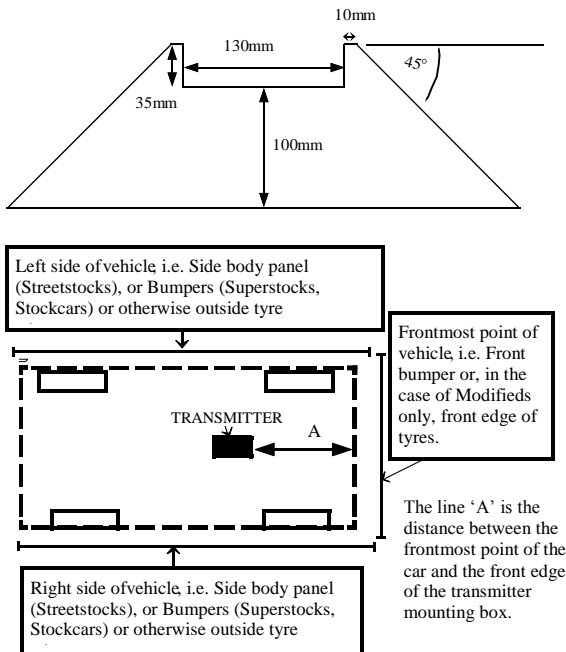 10mm
130mm
45°
35mm
100mm
Left side of vehicle, i.e. Side body panel
(Streetstocks), or Bumpers (Superstocks,
Stockcars) or otherwise outside tyre
Frontmost point of
vehicle, i.e. Front
bumper or, in the
case of Modifieds
only, front edge of
tyres.
TRANSMITTER
A
The line ‘A’ is the
distance between the
frontmost point of the
car and the front edge
of the transmitter
mounting box.
Right side of vehicle, i.e. Side body panel
(Streetstocks), or Bumpers (Superstocks,
Stockcars) or otherwise outside tyre